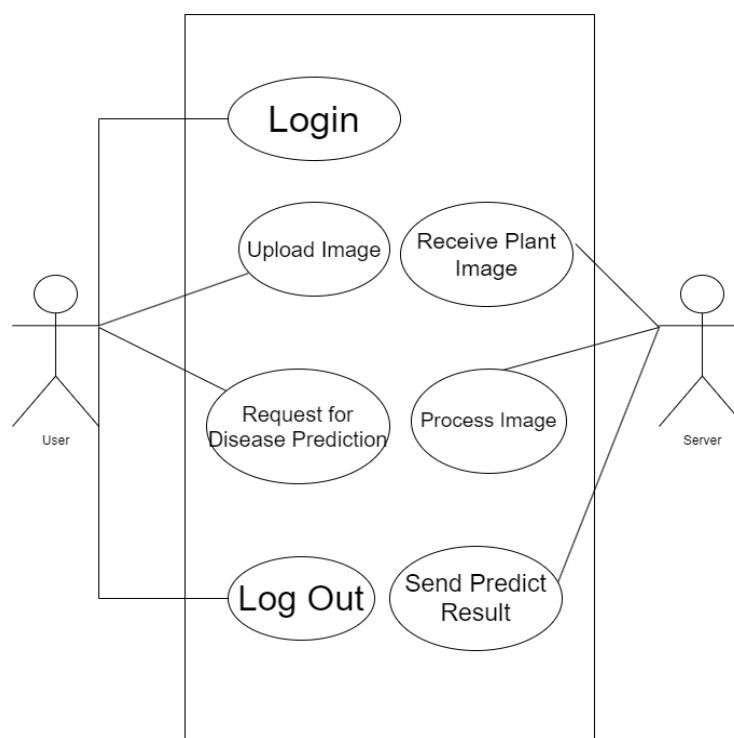 Login
Upload Image
Receive Plant
Image
Request for
Disease Prediction
Process Image
User
Server
Log Out
Send Predict
Result